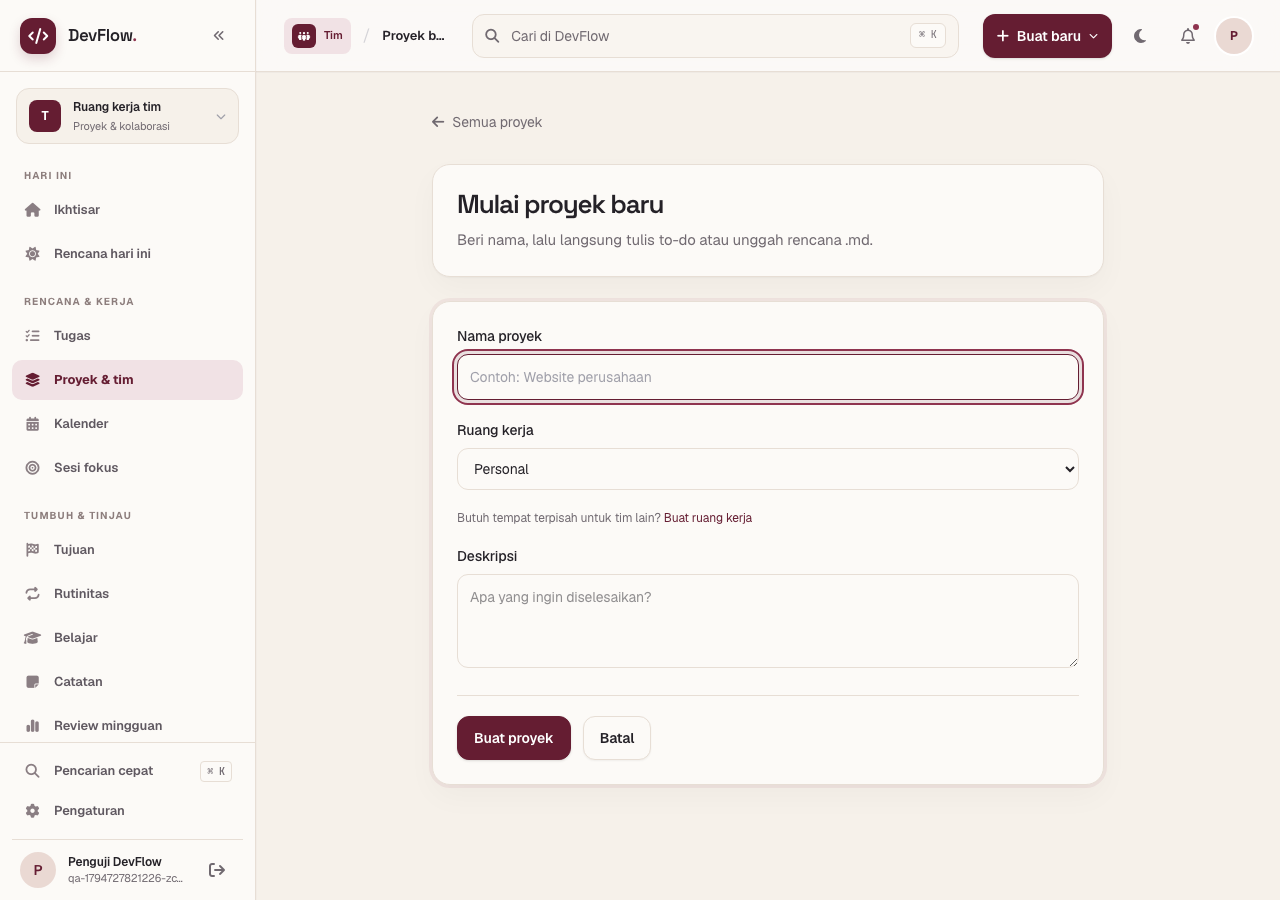 DevFlow.
Tim / Proyek b...
Cari di DevFlow
⌘ K
Buat baru
P
T
Ruang kerja tim
Proyek & kolaborasi
HARI INI
Ikhtisar
Rencana hari ini
RENCANA & KERJA
Tugas
Proyek & tim
Kalender
Sesi fokus
TUMBUH & TINJAU
Tujuan
Rutinitas
Belajar
Catatan
Review mingguan
Pencarian cepat
⌘ K
Pengaturan
P
Penguji DevFlow
qa-1794727821226-zc...
Semua proyek
Mulai proyek baru
Beri nama, lalu langsung tulis to-do atau unggah rencana .md.
Nama proyek
Contoh: Website perusahaan
Ruang kerja
Personal
Butuh tempat terpisah untuk tim lain? Buat ruang kerja
Deskripsi
Apa yang ingin diselesaikan?
Buat proyek
Batal